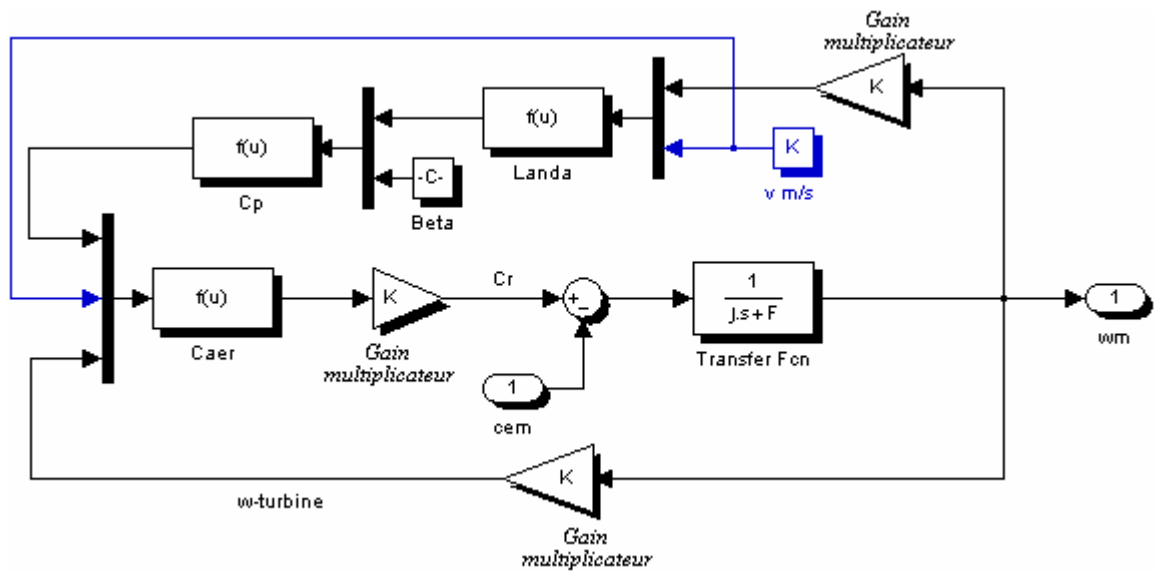 Gain
multiplicateur
K
f(u)
Landa
K
v m/s
f(u)
Cp
-C-
Beta
f(u)
Caer
K
Gain
multiplicateur
Cr
+
−
1
cem
1
J.s+F
Transfer Fcn
1
wm
K
w-turbine
Gain
multiplicateur